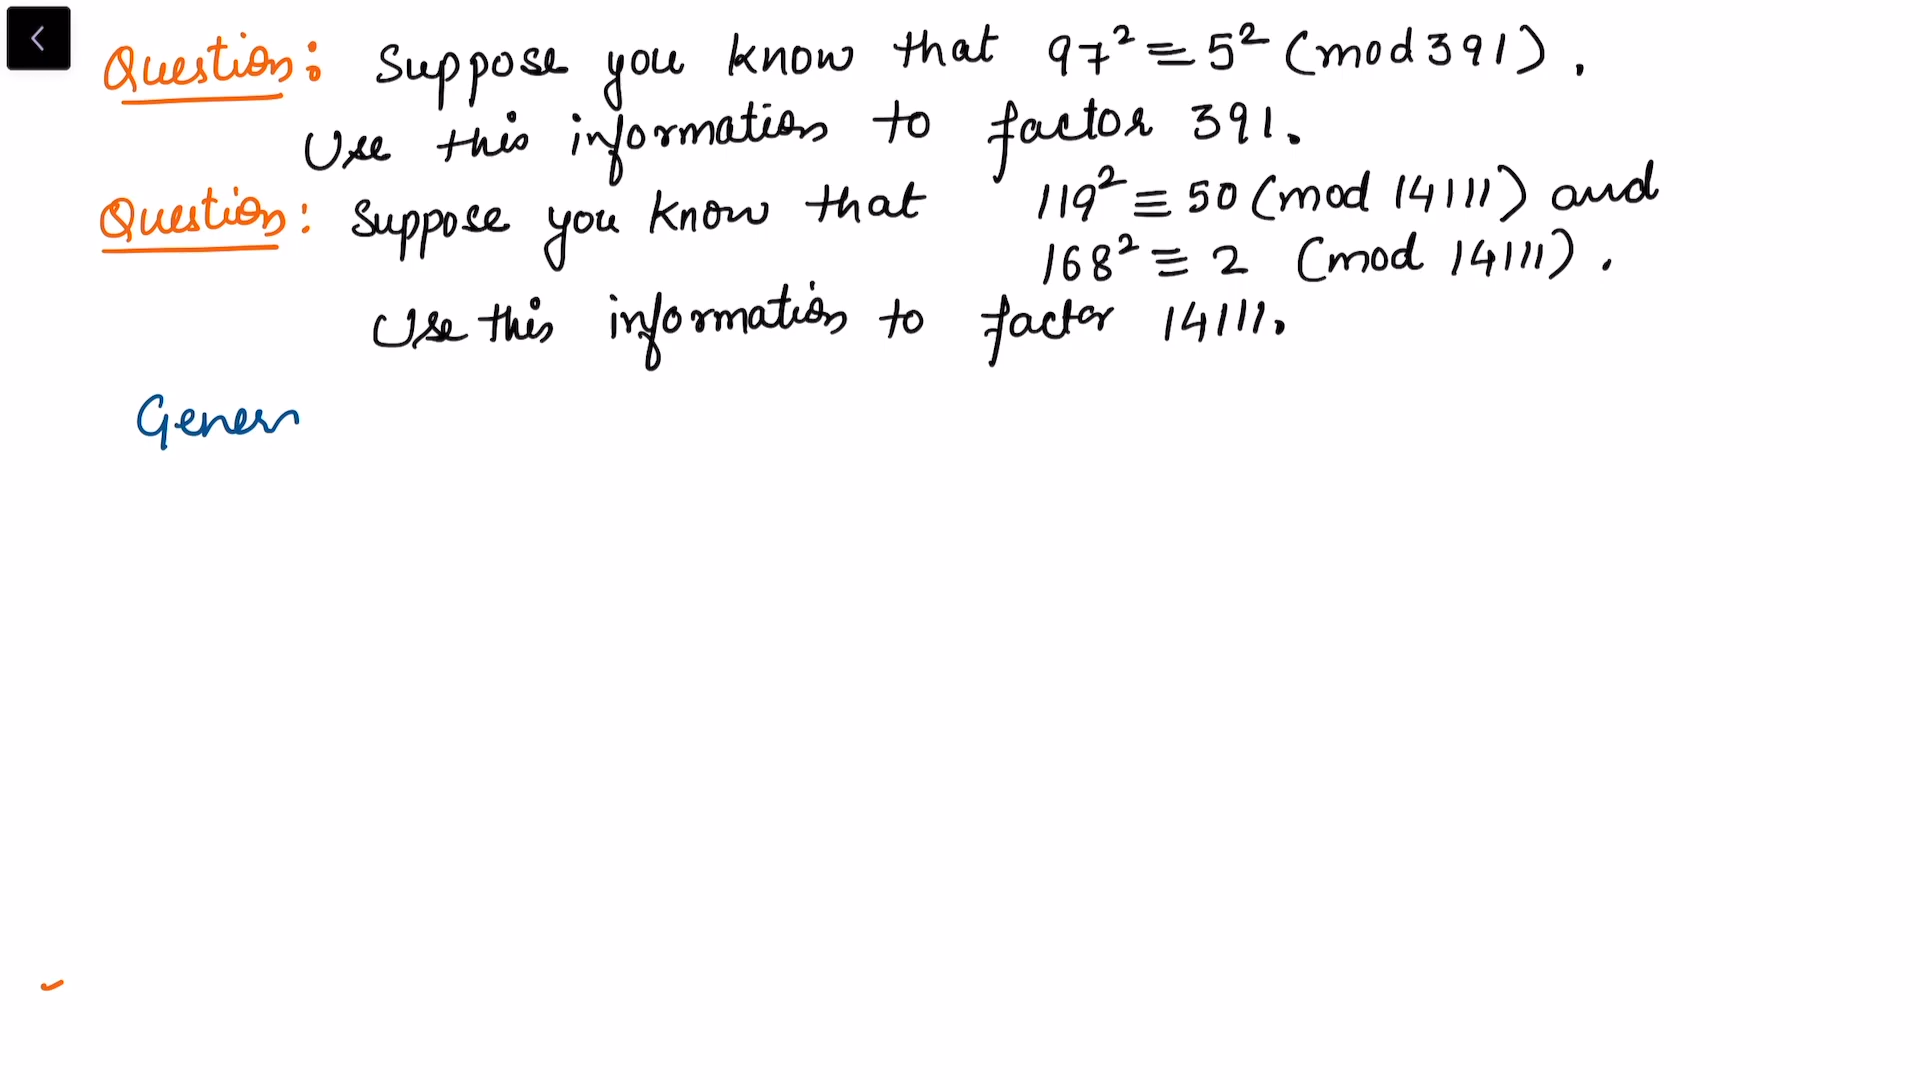 Question: Suppose you know that 97² ≡ 5² (mod 391).
Use this information to factor 391.
Question: Suppose you know that 119² ≡ 50 (mod 14111) and
168² ≡ 2 (mod 14111).
Use this information to factor 14111.
Genern